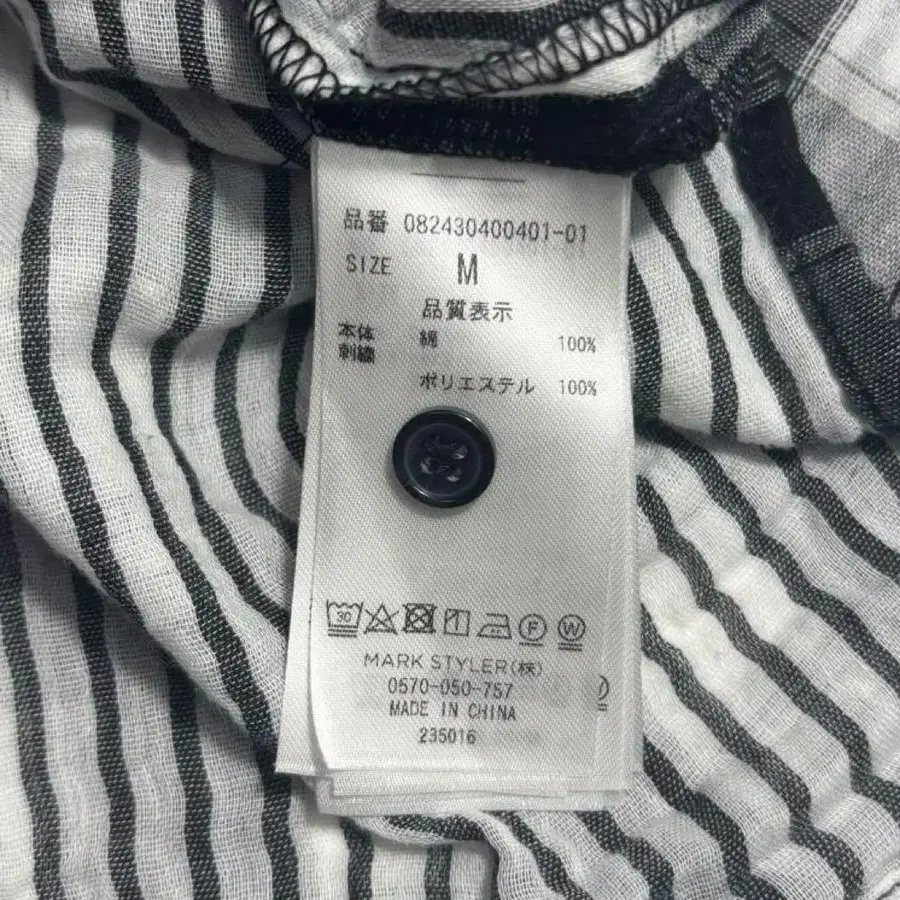 品番 082430400401-01
SIZE M
品質表示
本体 綿 100%
刺繍
ポリエステル 100%
30
F W
MARK STYLER(株)
0570-050-757
MADE IN CHINA
235016